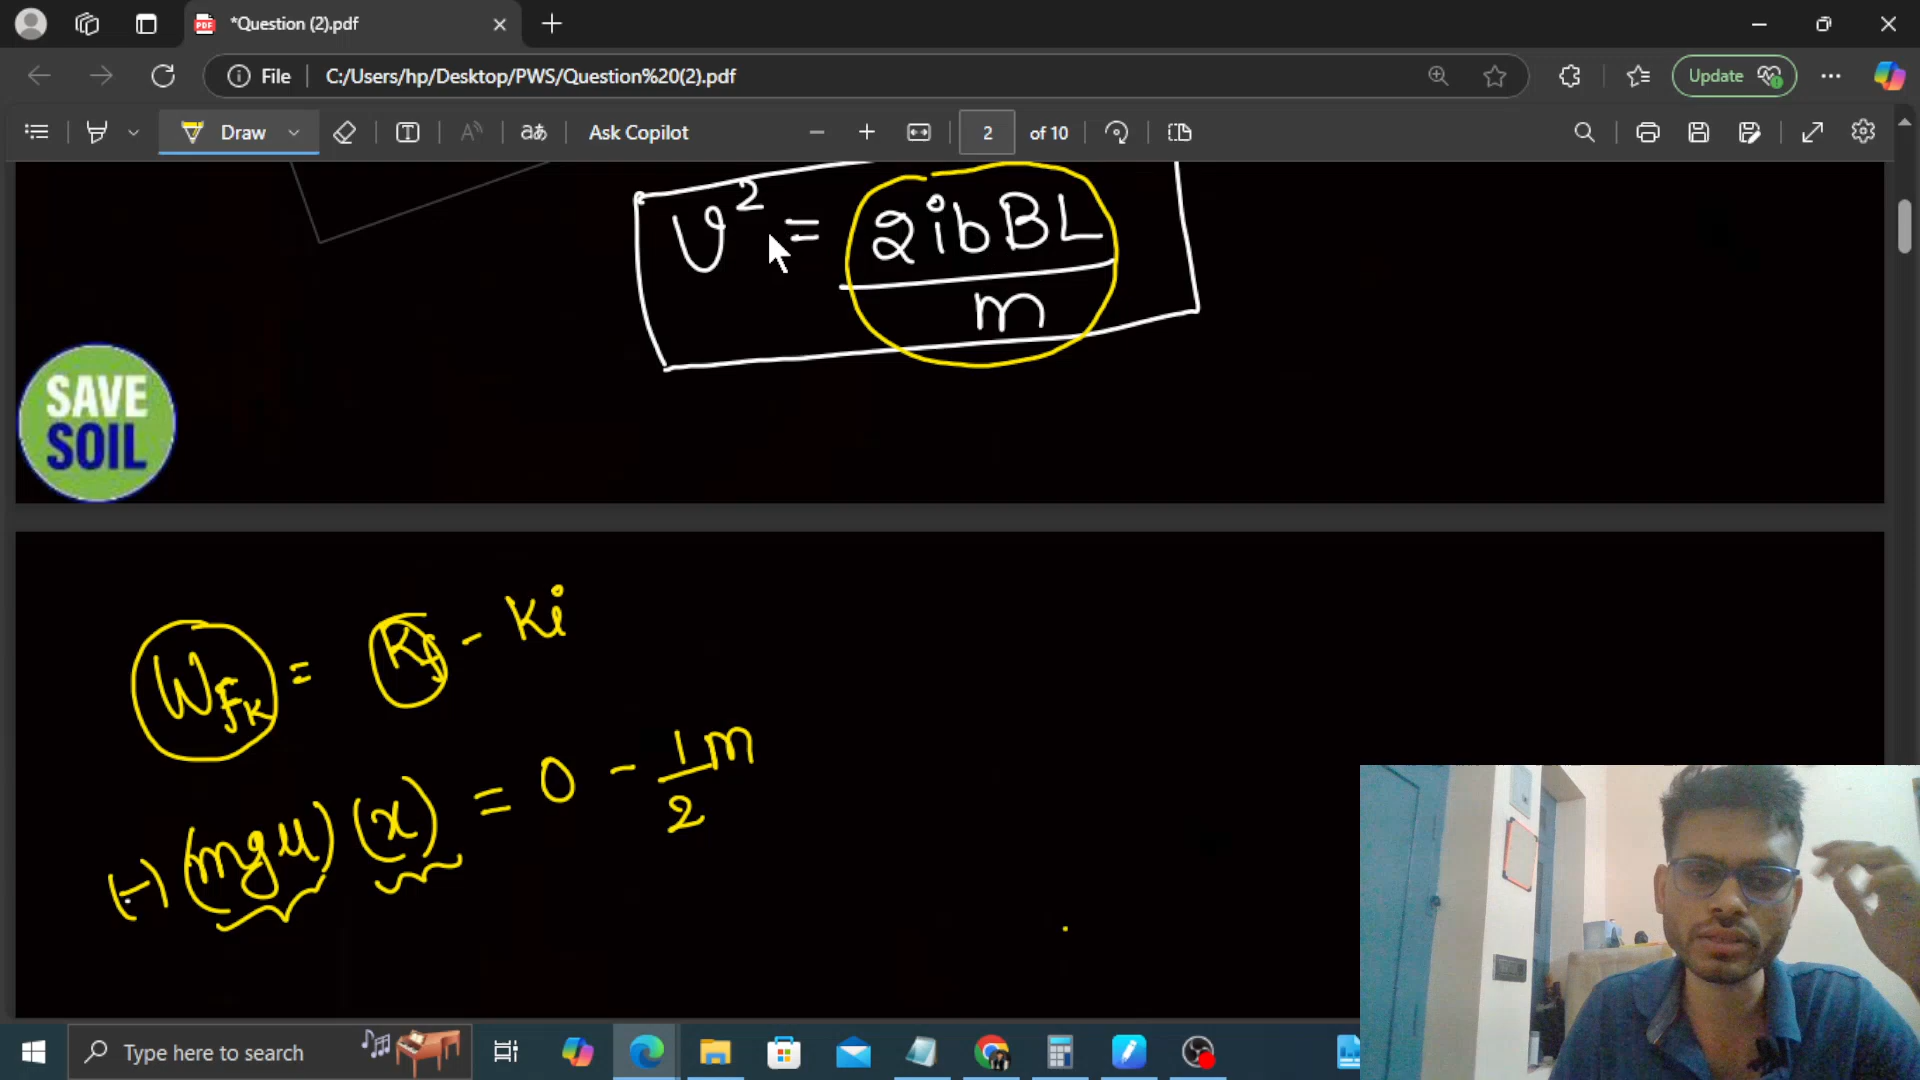 *Question (2).pdf
File C:/Users/hp/Desktop/PWS/Question%20(2).pdf
Update
Draw
Ask Copilot
2 of 10
v² = 2ibBL / m
SAVE SOIL
W_fK = Kf - Ki
(-) (mgμ) (x) = 0 - 1/2 m
Type here to search